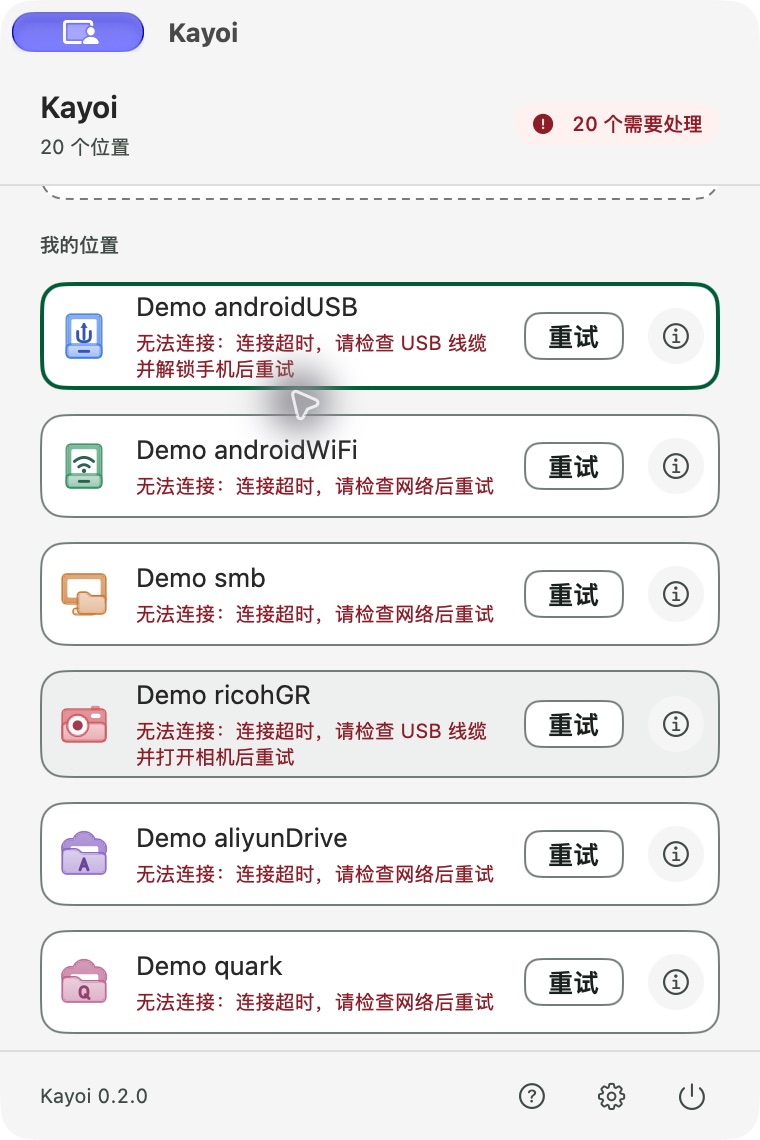 Kayoi
Kayoi
20 个位置
20 个需要处理
我的位置
Demo androidUSB
无法连接：连接超时，请检查 USB 线缆
并解锁手机后重试
重试
Demo androidWiFi
无法连接：连接超时，请检查网络后重试
重试
Demo smb
无法连接：连接超时，请检查网络后重试
重试
Demo ricohGR
无法连接：连接超时，请检查 USB 线缆
并打开相机后重试
重试
A
Demo aliyunDrive
无法连接：连接超时，请检查网络后重试
重试
Q
Demo quark
无法连接：连接超时，请检查网络后重试
重试
Kayoi 0.2.0